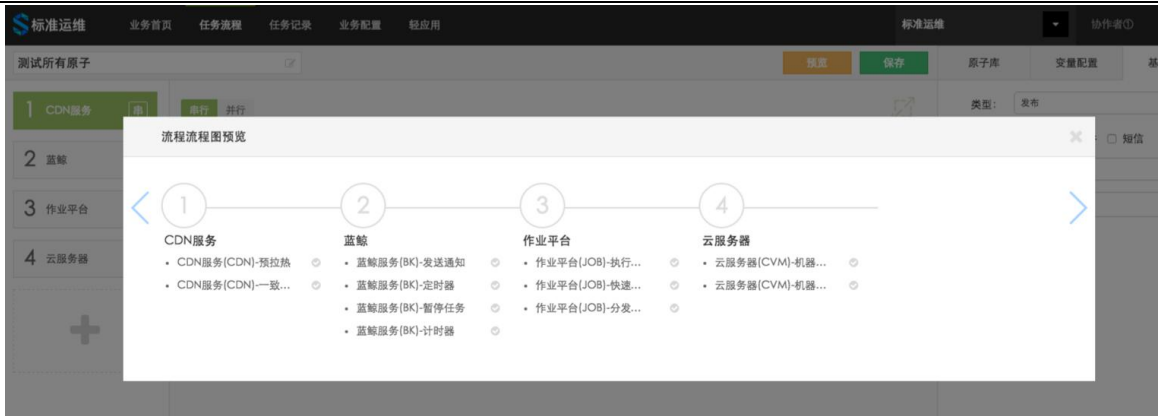 标准运维 业务首页 任务流程 任务记录 业务配置 轻应用 标准运维 协作者①
测试所有原子 预览 保存 原子库 变量配置 基
1 CDN服务 串 串行 并行 类型: 发布
流程流程图预览 短信
2 蓝鲸
3 作业平台
4 云服务器
1 2 3 4
CDN服务 蓝鲸 作业平台 云服务器
• CDN服务(CDN)-预拉热 • 蓝鲸服务(BK)-发送通知 • 作业平台(JOB)-执行... • 云服务器(CVM)-机器...
• CDN服务(CDN)-一致... • 蓝鲸服务(BK)-定时器 • 作业平台(JOB)-快速... • 云服务器(CVM)-机器...
• 蓝鲸服务(BK)-暂停任务 • 作业平台(JOB)-分发...
• 蓝鲸服务(BK)-计时器